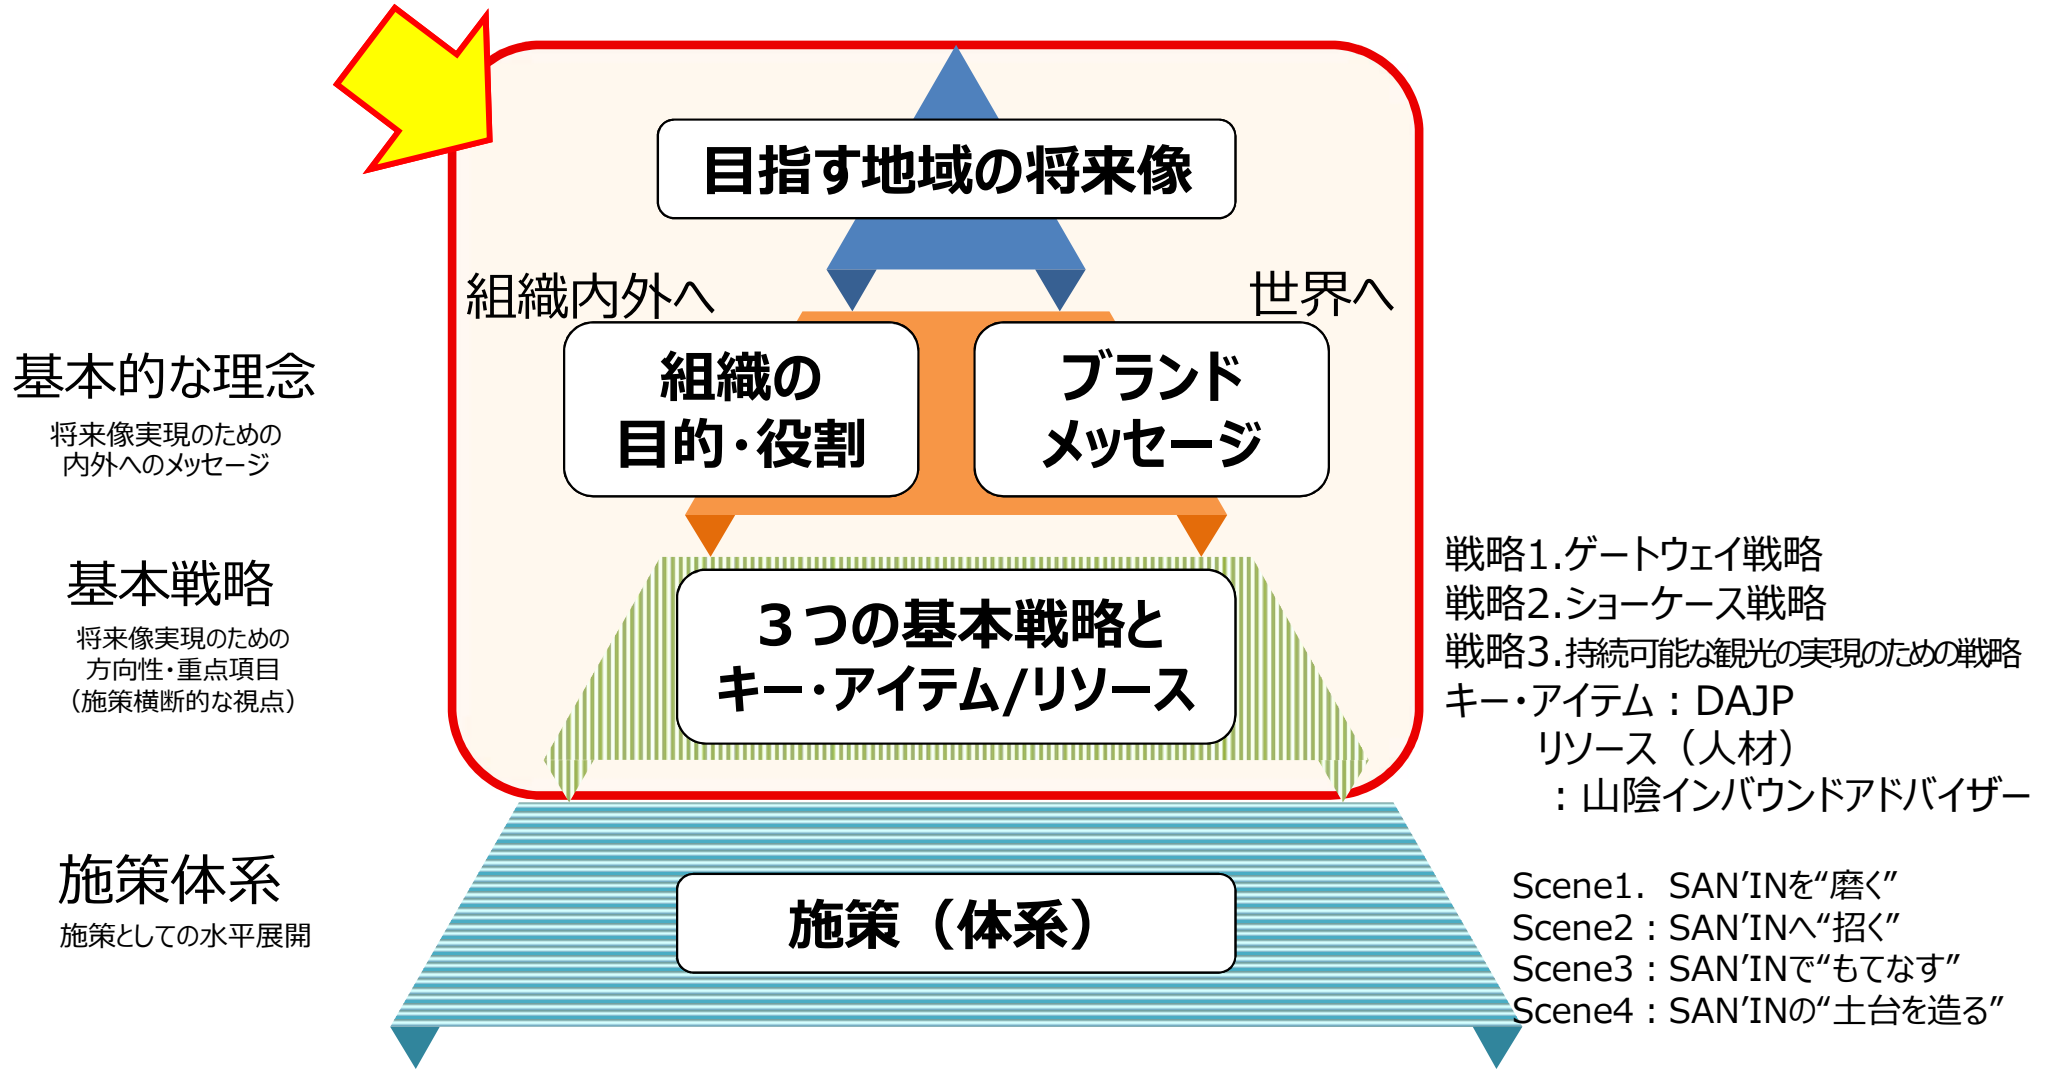 目指す地域の将来像
組織内外へ
世界へ
組織の
目的・役割
ブランド
メッセージ
基本的な理念
将来像実現のための
内外へのメッセージ
基本戦略
将来像実現のための
方向性・重点項目
（施策横断的な視点）
３つの基本戦略と
キー・アイテム/リソース
戦略1.ゲートウェイ戦略
戦略2.ショーケース戦略
戦略3.持続可能な観光の実現のための戦略
キー・アイテム：DAJP
リソース（人材）
：山陰インバウンドアドバイザー
施策体系
施策としての水平展開
施策（体系）
Scene1. SAN’INを“磨く”
Scene2：SAN’INへ“招く”
Scene3：SAN’INで“もてなす”
Scene4：SAN’INの“土台を造る”